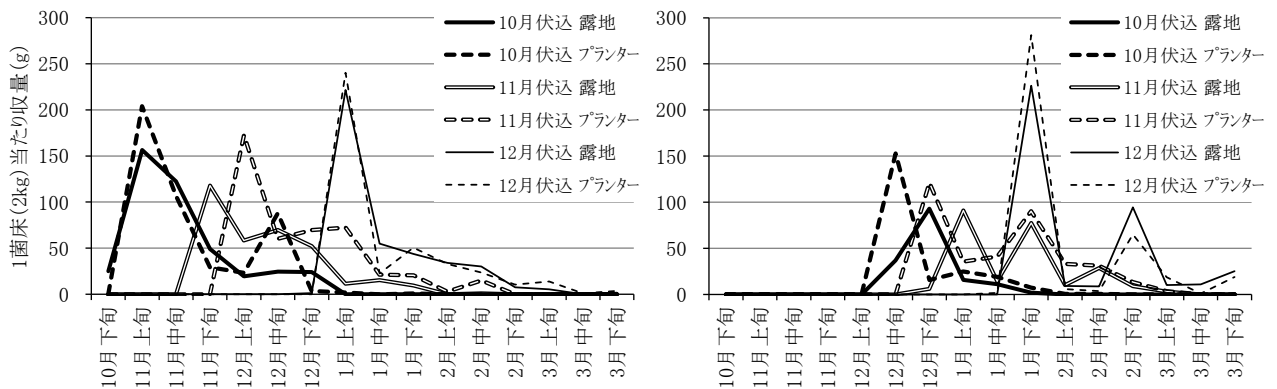 1菌床(2kg)当たり収量(g)
300
250
200
150
100
50
0
10月伏込 露地
10月伏込 プランター
11月伏込 露地
11月伏込 プランター
12月伏込 露地
12月伏込 プランター
10月 下旬
11月 上旬
11月 中旬
11月 下旬
12月 上旬
12月 中旬
12月 下旬
1月 上旬
1月 中旬
1月 下旬
2月 上旬
2月 中旬
2月 下旬
3月 上旬
3月 中旬
3月 下旬
300
250
200
150
100
50
0
10月伏込 露地
10月伏込 プランター
11月伏込 露地
11月伏込 プランター
12月伏込 露地
12月伏込 プランター
10月 下旬
11月 上旬
11月 中旬
11月 下旬
12月 上旬
12月 中旬
12月 下旬
1月 上旬
1月 中旬
1月 下旬
2月 上旬
2月 中旬
2月 下旬
3月 上旬
3月 中旬
3月 下旬